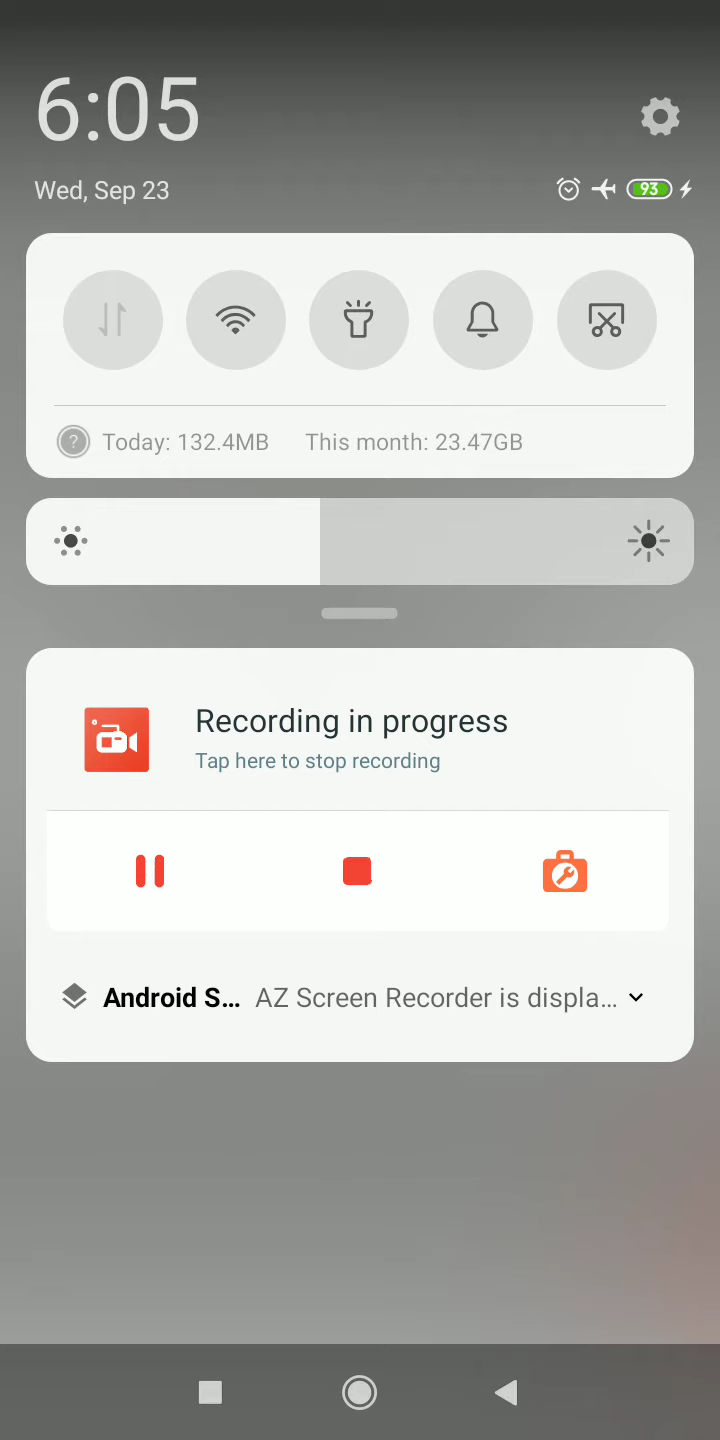 6:05
Wed, Sep 23
93
? Today: 132.4MB This month: 23.47GB
Recording in progress
Tap here to stop recording
Android S... AZ Screen Recorder is displa...